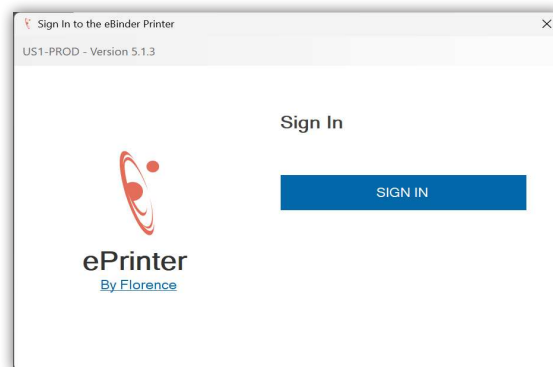 Sign In to the eBinder Printer
US1-PROD - Version 5.1.3
Sign In
SIGN IN
ePrinter
By Florence